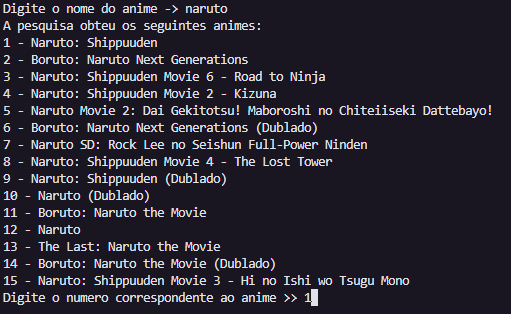 Digite o nome do anime -> naruto
A pesquisa obteu os seguintes animes:
1 - Naruto: Shippuuden
2 - Boruto: Naruto Next Generations
3 - Naruto: Shippuuden Movie 6 - Road to Ninja
4 - Naruto: Shippuuden Movie 2 - Kizuna
5 - Naruto Movie 2: Dai Gekitotsu! Maboroshi no Chiteiiseki Dattebayo!
6 - Boruto: Naruto Next Generations (Dublado)
7 - Naruto SD: Rock Lee no Seishun Full-Power Ninden
8 - Naruto: Shippuuden Movie 4 - The Lost Tower
9 - Naruto: Shippuuden (Dublado)
10 - Naruto (Dublado)
11 - Boruto: Naruto the Movie
12 - Naruto
13 - The Last: Naruto the Movie
14 - Boruto: Naruto the Movie (Dublado)
15 - Naruto: Shippuuden Movie 3 - Hi no Ishi wo Tsugu Mono
Digite o numero correspondente ao anime >> 1